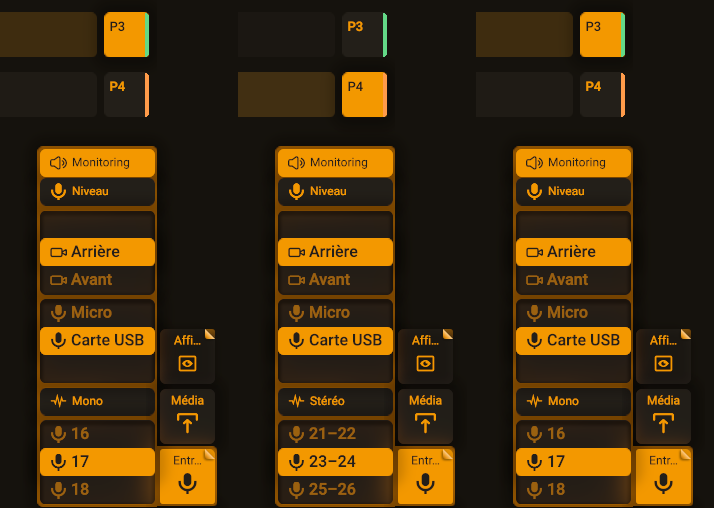 P3
P3
P3
P4
P4
P4
Monitoring
Niveau
Arrière
Avant
Micro
Carte USB
Mono
16
17
18
Affi...
Média
Entr...
Monitoring
Niveau
Arrière
Avant
Micro
Carte USB
Stéréo
21–22
23–24
25–26
Affi...
Média
Entr...
Monitoring
Niveau
Arrière
Avant
Micro
Carte USB
Mono
16
17
18
Affi...
Média
Entr...